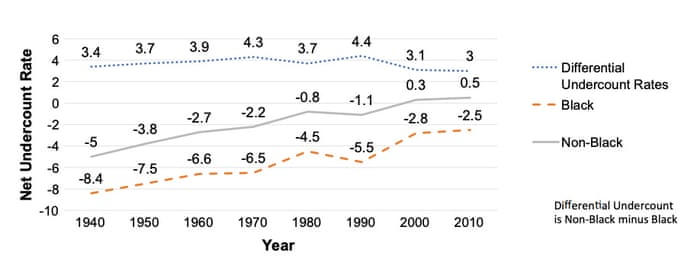 6
4
2
0
-2
-4
-6
-8
-10
Net Undercount Rate
3.4 3.7 3.9 4.3 3.7 4.4 3.1 3
-5 -3.8 -2.7 -2.2 -0.8 -1.1 0.3 0.5
-8.4 -7.5 -6.6 -6.5 -4.5 -5.5 -2.8 -2.5
1940 1950 1960 1970 1980 1990 2000 2010
Year
Differential
Undercount Rates
Black
Non-Black
Differential Undercount
is Non-Black minus Black